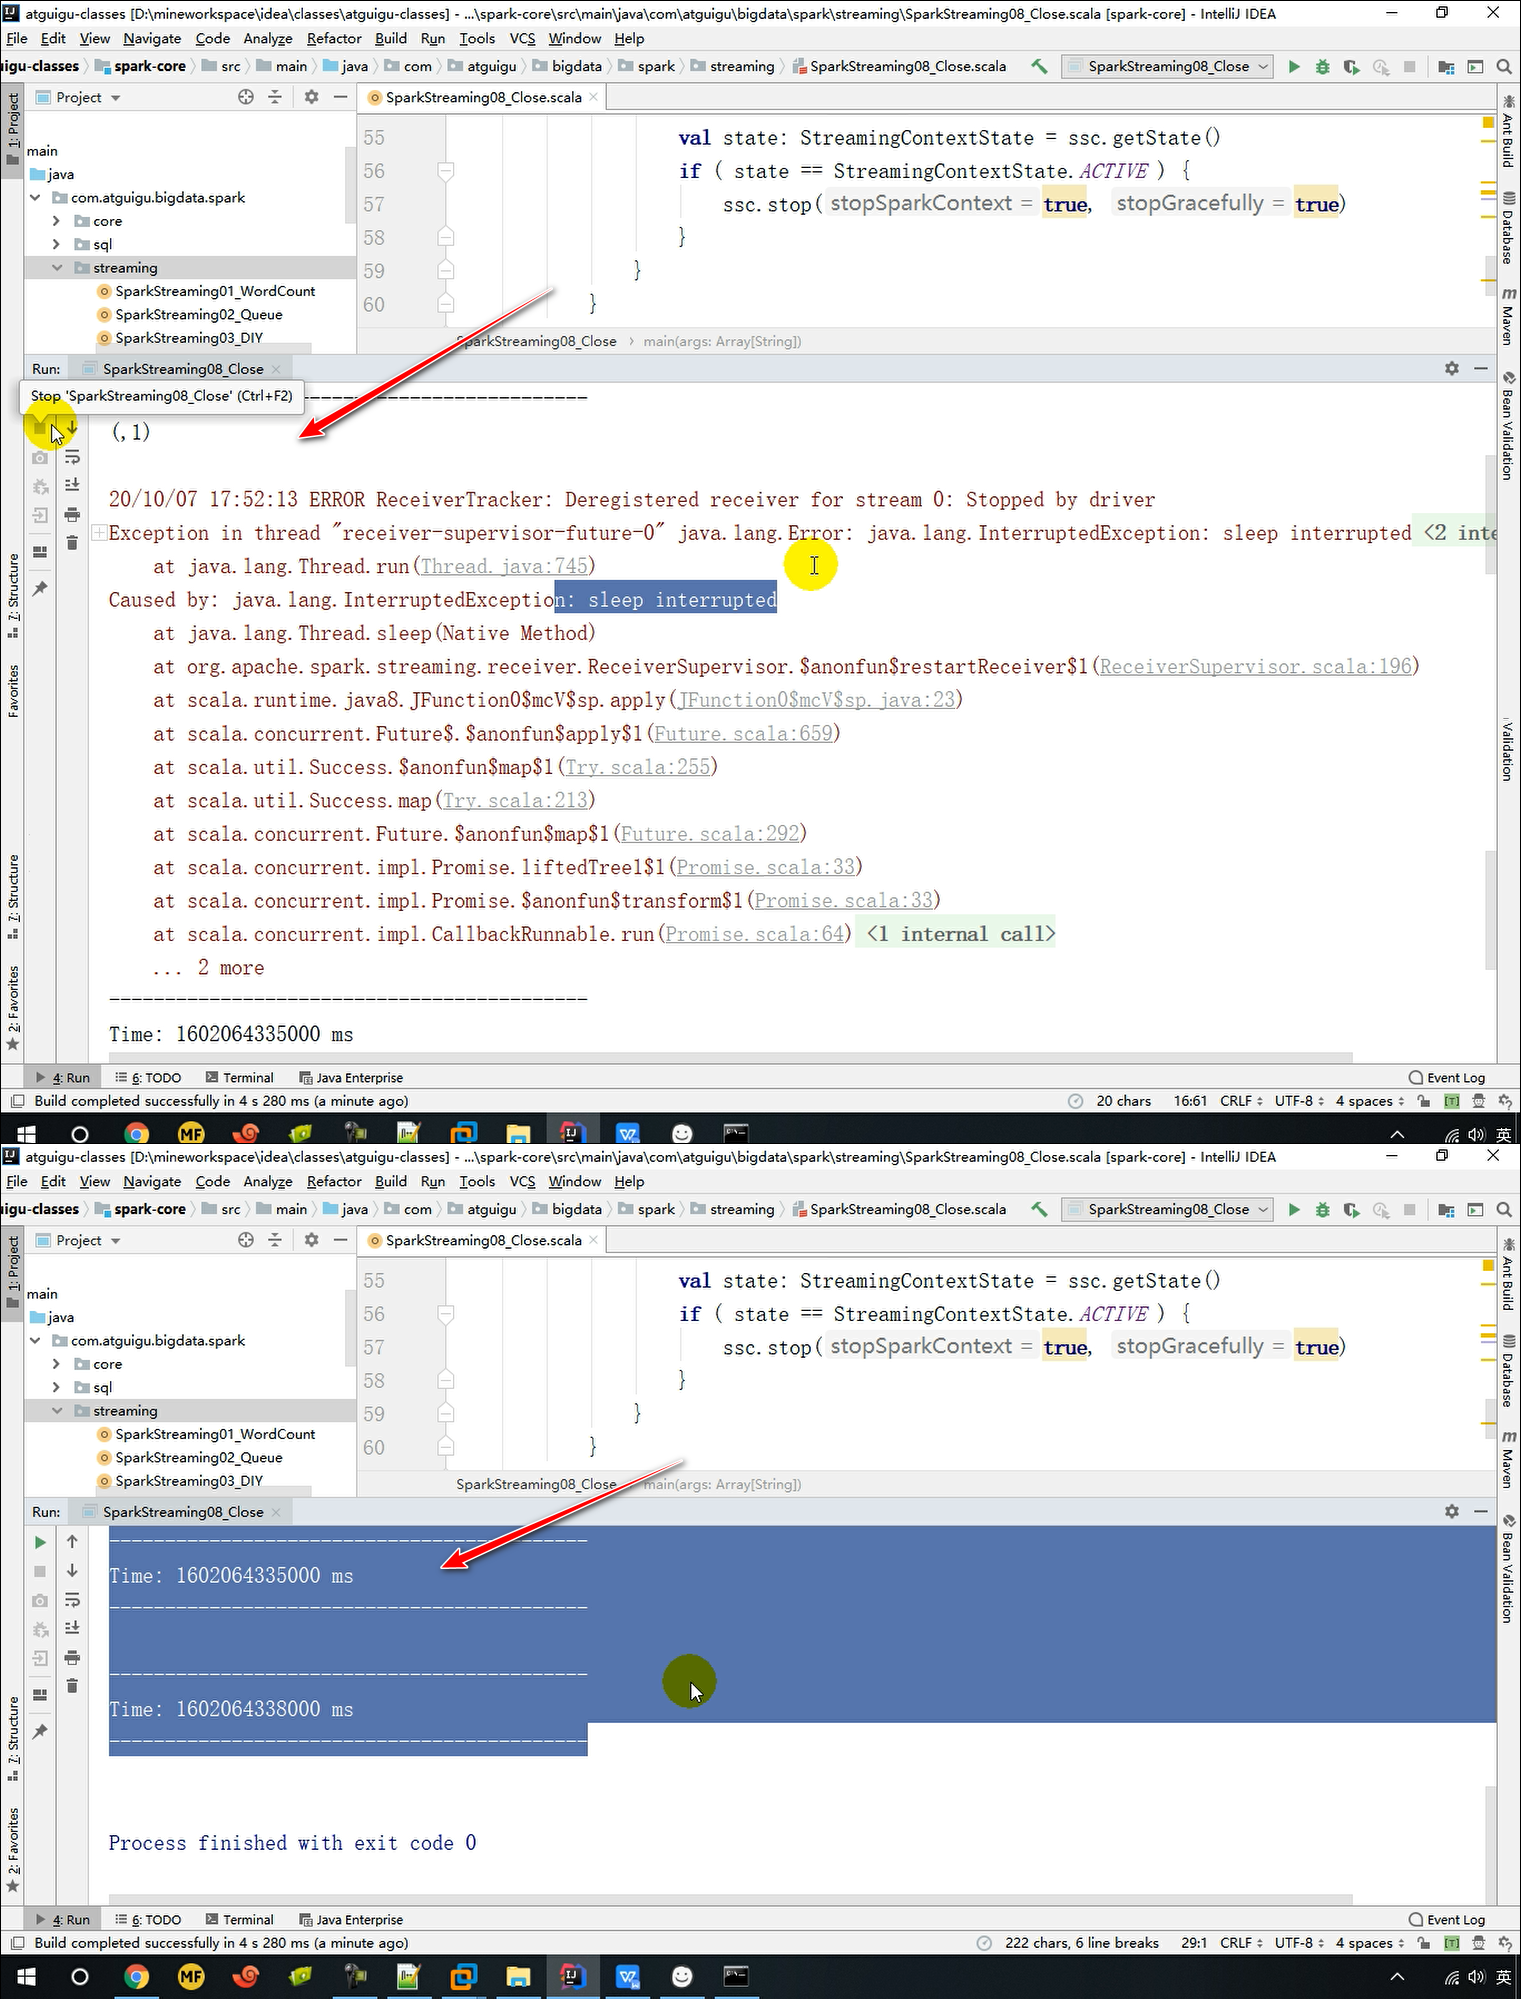 atguigu-classes [D:\mineworkspace\idea\classes\atguigu-classes] - ...\spark-core\src\main\java\com\atguigu\bigdata\spark\streaming\SparkStreaming08_Close.scala [spark-core] - IntelliJ IDEA
File Edit View Navigate Code Analyze Refactor Build Run Tools VCS Window Help
uigu-classes spark-core src main java com atguigu bigdata spark streaming SparkStreaming08_Close.scala SparkStreaming08_Close
1: Project
Project
SparkStreaming08_Close.scala
main
java
com.atguigu.bigdata.spark
core
sql
streaming
SparkStreaming01_WordCount
SparkStreaming02_Queue
SparkStreaming03_DIY
55 val state: StreamingContextState = ssc.getState()
56 if ( state == StreamingContextState.ACTIVE ) {
57 ssc.stop( stopSparkContext = true, stopGracefully = true)
58 }
59 }
60 }
SparkStreaming08_Close › main(args: Array[String])
Ant Build
Database
Maven
Bean Validation
Validation
Run: SparkStreaming08_Close
Stop 'SparkStreaming08_Close' (Ctrl+F2)
-------------------------------------------
(,1)
20/10/07 17:52:13 ERROR ReceiverTracker: Deregistered receiver for stream 0: Stopped by driver
Exception in thread "receiver-supervisor-future-0" java.lang.Error: java.lang.InterruptedException: sleep interrupted <2 inte
at java.lang.Thread.run(Thread.java:745)
Caused by: java.lang.InterruptedException: sleep interrupted
at java.lang.Thread.sleep(Native Method)
at org.apache.spark.streaming.receiver.ReceiverSupervisor.$anonfun$restartReceiver$1(ReceiverSupervisor.scala:196)
at scala.runtime.java8.JFunction0$mcV$sp.apply(JFunction0$mcV$sp.java:23)
at scala.concurrent.Future$.$anonfun$apply$1(Future.scala:659)
at scala.util.Success.$anonfun$map$1(Try.scala:255)
at scala.util.Success.map(Try.scala:213)
at scala.concurrent.Future.$anonfun$map$1(Future.scala:292)
at scala.concurrent.impl.Promise.liftedTree1$1(Promise.scala:33)
at scala.concurrent.impl.Promise.$anonfun$transform$1(Promise.scala:33)
at scala.concurrent.impl.CallbackRunnable.run(Promise.scala:64) <1 internal call>
... 2 more
-------------------------------------------
Time: 1602064335000 ms
7: Structure
Favorites
7: Structure
2: Favorites
4: Run 6: TODO Terminal Java Enterprise Event Log
Build completed successfully in 4 s 280 ms (a minute ago) 20 chars 16:61 CRLF UTF-8 4 spaces
英
atguigu-classes [D:\mineworkspace\idea\classes\atguigu-classes] - ...\spark-core\src\main\java\com\atguigu\bigdata\spark\streaming\SparkStreaming08_Close.scala [spark-core] - IntelliJ IDEA
File Edit View Navigate Code Analyze Refactor Build Run Tools VCS Window Help
uigu-classes spark-core src main java com atguigu bigdata spark streaming SparkStreaming08_Close.scala SparkStreaming08_Close
1: Project
Project
SparkStreaming08_Close.scala
main
java
com.atguigu.bigdata.spark
core
sql
streaming
SparkStreaming01_WordCount
SparkStreaming02_Queue
SparkStreaming03_DIY
55 val state: StreamingContextState = ssc.getState()
56 if ( state == StreamingContextState.ACTIVE ) {
57 ssc.stop( stopSparkContext = true, stopGracefully = true)
58 }
59 }
60 }
SparkStreaming08_Close main(args: Array[String])
Ant Build
Database
Maven
Bean Validation
Run: SparkStreaming08_Close
-------------------------------------------
Time: 1602064335000 ms
-------------------------------------------
-------------------------------------------
Time: 1602064338000 ms
-------------------------------------------
Process finished with exit code 0
7: Structure
2: Favorites
4: Run 6: TODO Terminal Java Enterprise Event Log
Build completed successfully in 4 s 280 ms (a minute ago) 222 chars, 6 line breaks 29:1 CRLF UTF-8 4 spaces
英